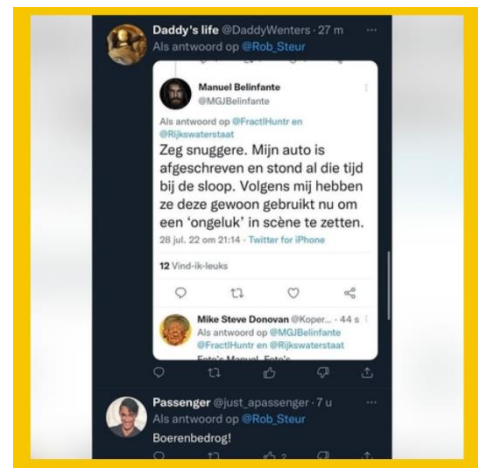 Daddy's life @DaddyWenters · 27 m
Als antwoord op @Rob_Steur
Manuel Belinfante
@MGJBelinfante
Als antwoord op @FractlHuntr en
@Rijkswaterstaat
Zeg snuggere. Mijn auto is
afgeschreven en stond al die tijd
bij de sloop. Volgens mij hebben
ze deze gewoon gebruikt nu om
een 'ongeluk' in scène te zetten.
28 jul. 22 om 21:14 · Twitter for iPhone
12 Vind-ik-leuks
Mike Steve Donovan @Koper... · 44 s
Als antwoord op @MGJBelinfante
@FractlHuntr en @Rijkswaterstaat
Foto's Manuel. Foto's
Passenger @just_apassenger · 7 u
Als antwoord op @Rob_Steur
Boerenbedrog!
2